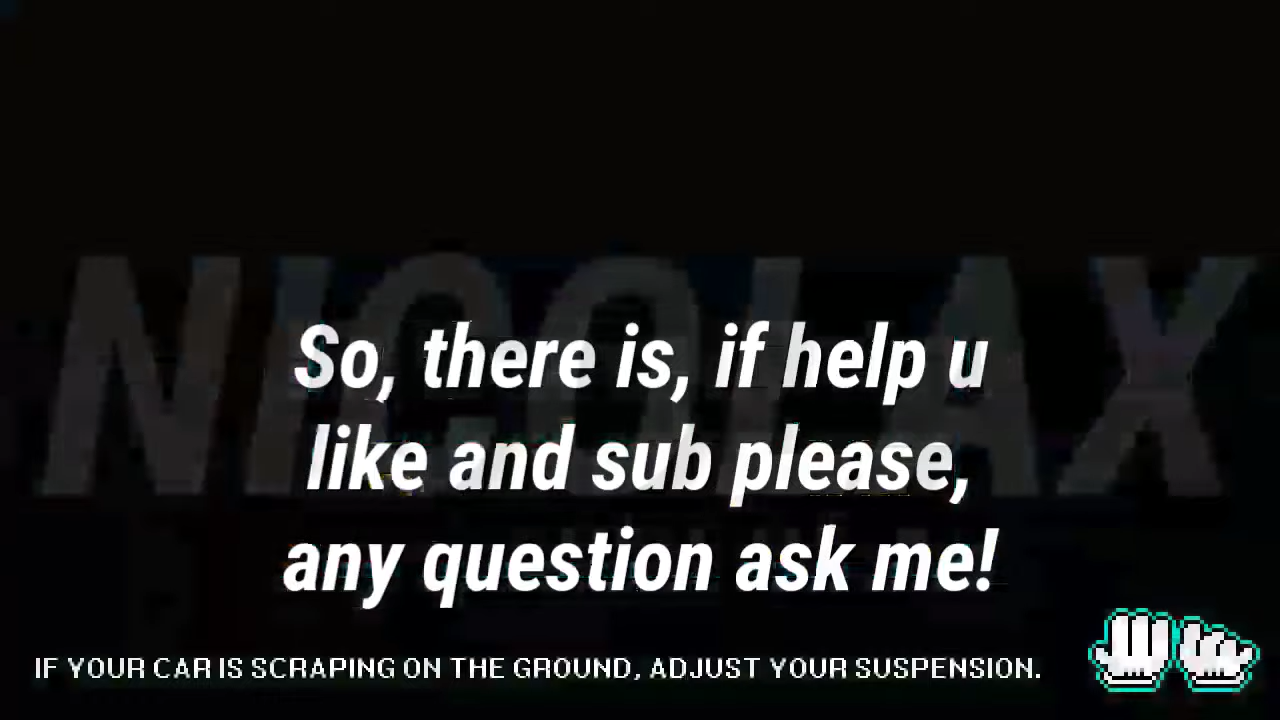 NICOLAX
So, there is, if help u
like and sub please,
any question ask me!
IF YOUR CAR IS SCRAPING ON THE GROUND, ADJUST YOUR SUSPENSION.